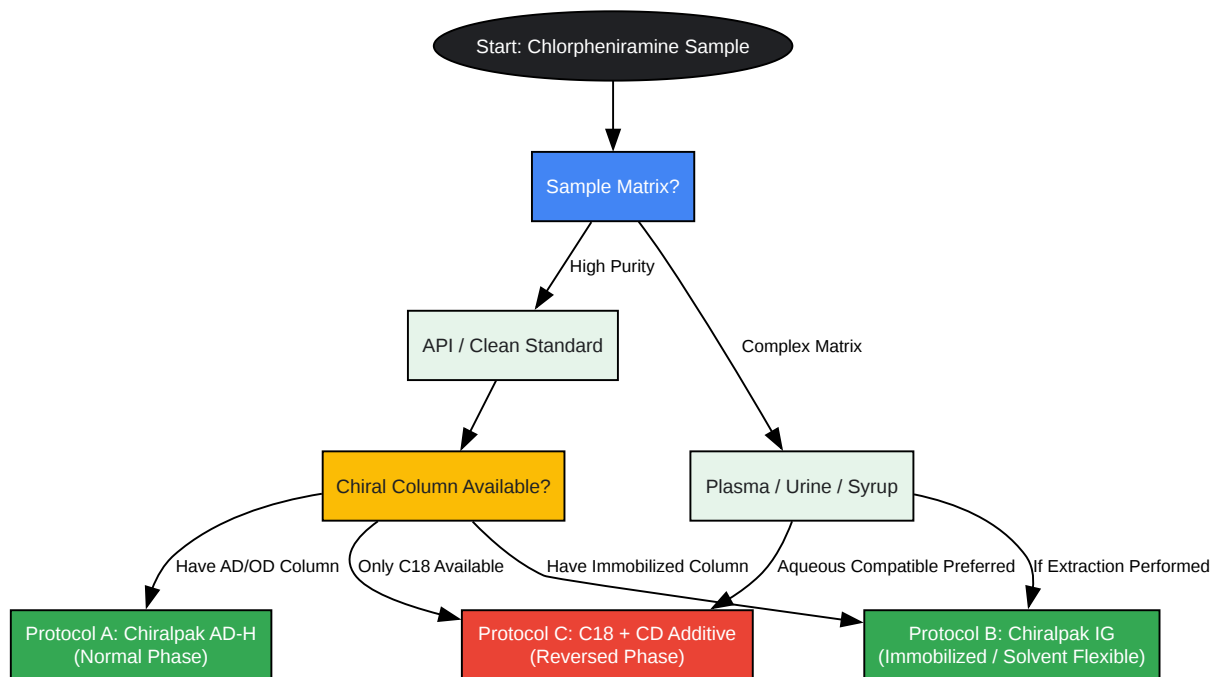 Start: Chlorpheniramine Sample
Sample Matrix?
High Purity
API / Clean Standard
Complex Matrix
Chiral Column Available?
Plasma / Urine / Syrup
Have AD/OD Column
Only C18 Available
Have Immobilized Column
Aqueous Compatible Preferred
If Extraction Performed
Protocol A: Chiralpak AD-H
(Normal Phase)
Protocol C: C18 + CD Additive
(Reversed Phase)
Protocol B: Chiralpak IG
(Immobilized / Solvent Flexible)